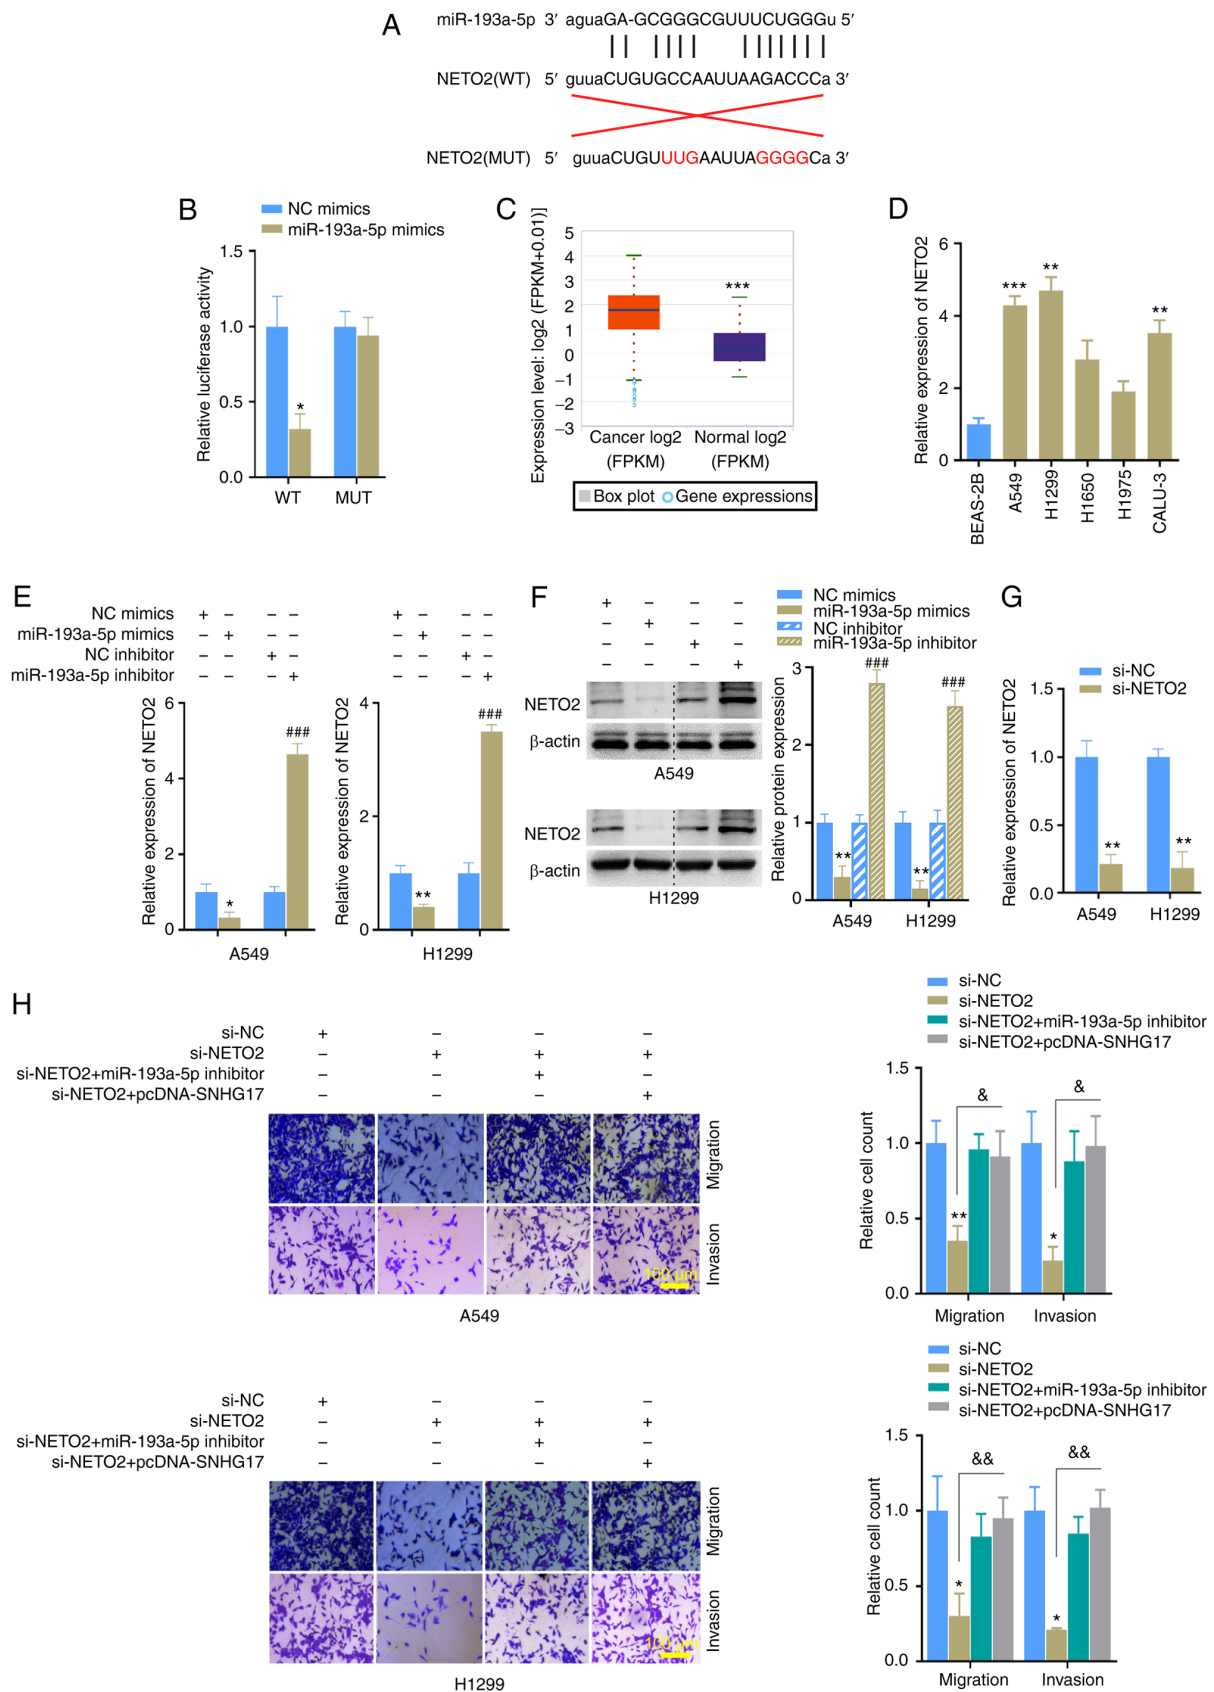 A
miR-193a-5p 3′ aguaGA-GCGGGCGUUUCUGGGu 5′
NETO2(WT) 5′ guuaCUGUGCCAAUUAAGACCCa 3′
NETO2(MUT) 5′ guuaCUGUUUGAAUUAGGGGCa 3′
B
NC mimics
miR-193a-5p mimics
Relative luciferase activity
1.5
1.0
0.5
0.0
*
WT MUT
C
Expression level: log2 (FPKM+0.01)]
5
4
3
2
1
0
−1
−2
−3
***
Cancer log2 (FPKM)
Normal log2 (FPKM)
Box plot Gene expressions
D
Relative expression of NETO2
6
4
2
0
*** ** **
BEAS-2B A549 H1299 H1650 H1975 CALU-3
E
NC mimics + – – – + – – –
miR-193a-5p mimics – + – – – + – –
NC inhibitor – – + – – – + –
miR-193a-5p inhibitor – – – + – – – +
Relative expression of NETO2
6
4
2
0
* ###
A549
Relative expression of NETO2
4
2
0
** ###
H1299
F
+ – – –
– + – –
– – + –
– – – +
NETO2
β-actin
A549
NETO2
β-actin
H1299
NC mimics
miR-193a-5p mimics
NC inhibitor
miR-193a-5p inhibitor
Relative protein expression
3
2
1
0
** ### ** ###
A549 H1299
G
si-NC
si-NETO2
Relative expression of NETO2
1.5
1.0
0.5
0.0
** **
A549 H1299
H
si-NC + – – –
si-NETO2 – + + +
si-NETO2+miR-193a-5p inhibitor – – + –
si-NETO2+pcDNA-SNHG17 – – – +
Migration
Invasion
100 μm
A549
si-NC
si-NETO2
si-NETO2+miR-193a-5p inhibitor
si-NETO2+pcDNA-SNHG17
Relative cell count
1.5
1.0
0.5
0.0
** & * &
Migration Invasion
si-NC + – – –
si-NETO2 – + + +
si-NETO2+miR-193a-5p inhibitor – – + –
si-NETO2+pcDNA-SNHG17 – – – +
Migration
Invasion
100 μm
H1299
si-NC
si-NETO2
si-NETO2+miR-193a-5p inhibitor
si-NETO2+pcDNA-SNHG17
Relative cell count
1.5
1.0
0.5
0.0
* && * &&
Migration Invasion